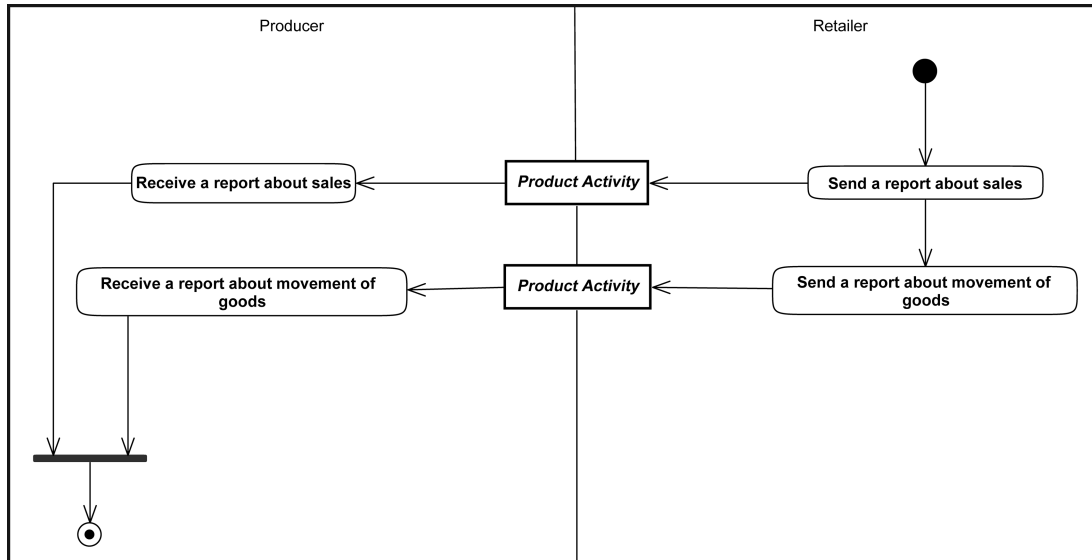 Producer
Retailer
Receive a report about sales
Product Activity
Send a report about sales
Receive a report about movement of
goods
Product Activity
Send a report about movement of
goods